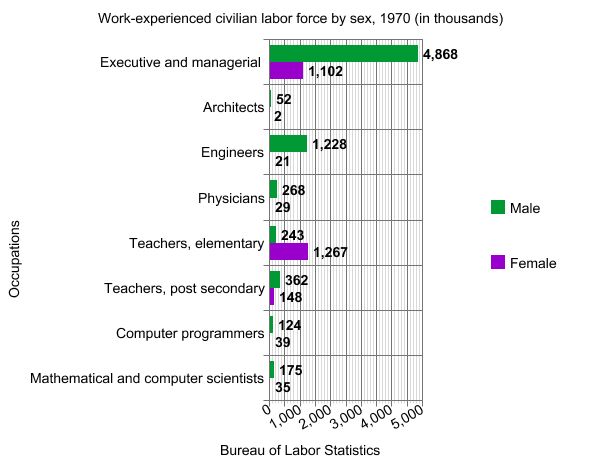 Work-experienced civilian labor force by sex, 1970 (in thousands)
Executive and managerial
4,868
1,102
Architects
52
2
Engineers
1,228
21
Physicians
268
29
Teachers, elementary
243
1,267
Teachers, post secondary
362
148
Computer programmers
124
39
Mathematical and computer scientists
175
35
Occupations
Male
Female
0
1,000
2,000
3,000
4,000
5,000
Bureau of Labor Statistics